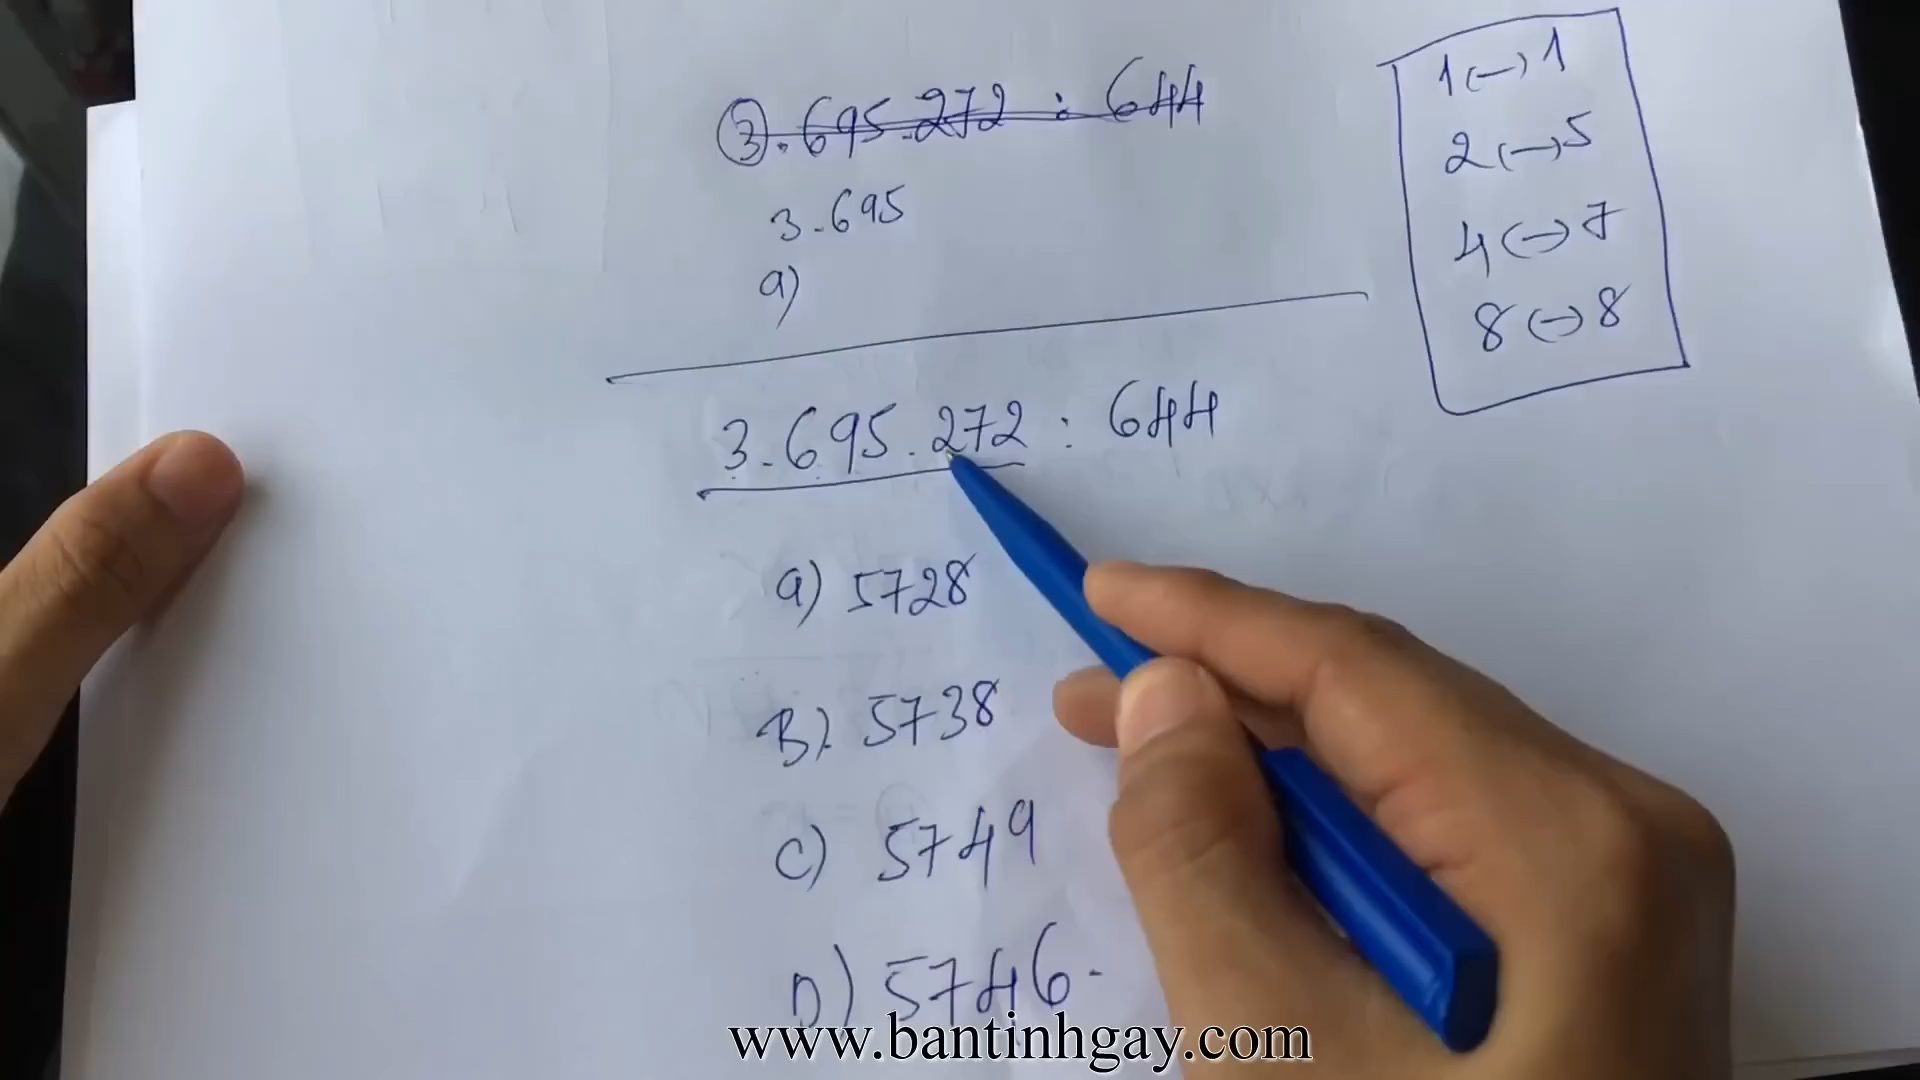 3.695.272 : 644
3.695
a)
1 ↔ 1
2 ↔ 5
4 ↔ 7
8 ↔ 8
3.695.272 : 644
a) 5728
B). 5738
C) 5749
D) 5746.
www.bantinhgay.com